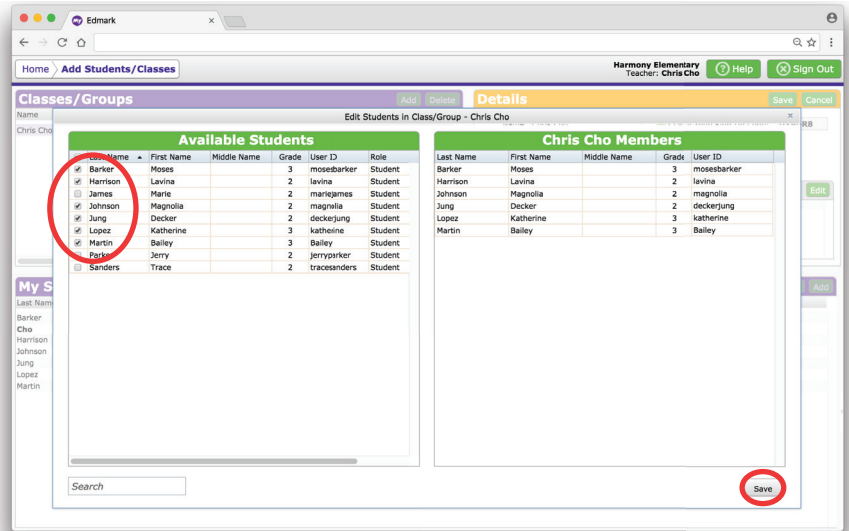 My Edmark ×
Home Add Students/Classes Harmony Elementary
Teacher: Chris Cho
? Help
Sign Out
Classes/Groups Add Delete Details Save Cancel
Name
Chris Cho
Edit Students in Class/Group - Chris Cho ×
Edit
Available Students
Last Name First Name Middle Name Grade User ID Role
Barker Moses 3 mosesbarker Student
Harrison Lavina 2 lavina Student
James Marie 2 mariejames Student
Johnson Magnolia 2 magnolia Student
Jung Decker 2 deckerjung Student
Lopez Katherine 3 katherine Student
Martin Bailey 3 Bailey Student
Parker Jerry 2 jerryparker Student
Sanders Trace 2 tracesanders Student
Chris Cho Members
Last Name First Name Middle Name Grade User ID
Barker Moses 3 mosesbarker
Harrison Lavina 2 lavina
Johnson Magnolia 2 magnolia
Jung Decker 2 deckerjung
Lopez Katherine 3 katherine
Martin Bailey 3 Bailey
My S Add
Last Nam
Barker
Cho
Harrison
Johnson
Jung
Lopez
Martin
Search
Save